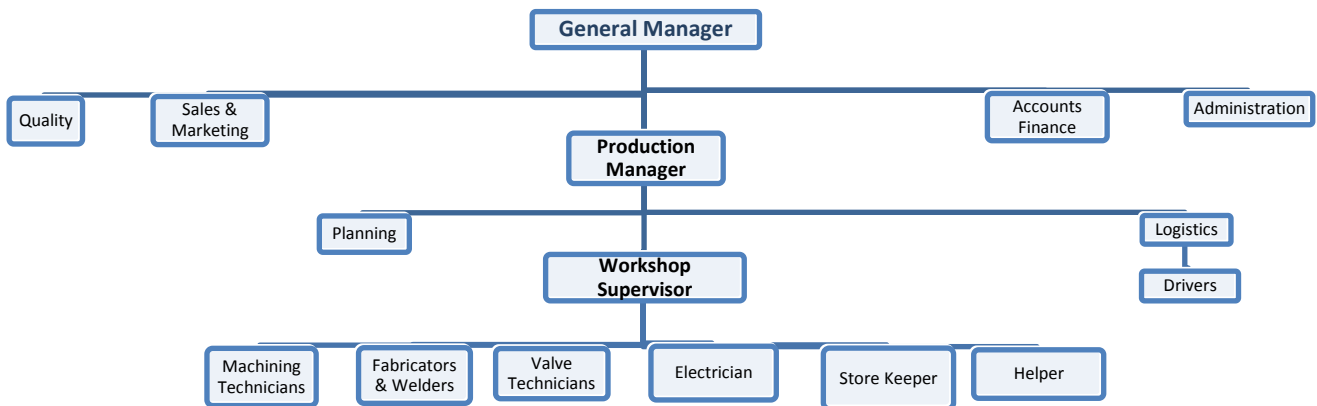 General Manager
Quality
Sales &
Marketing
Accounts
Finance
Administration
Production
Manager
Planning
Logistics
Workshop
Supervisor
Drivers
Machining
Technicians
Fabricators
& Welders
Valve
Technicians
Electrician
Store Keeper
Helper